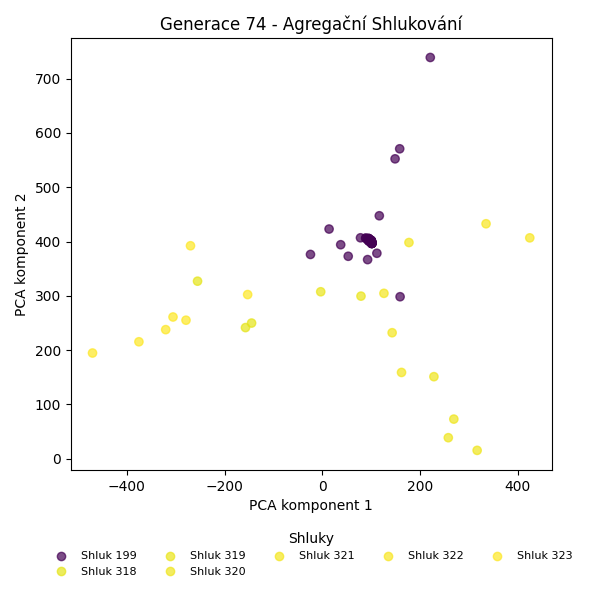 Generace 74 - Agregační Shlukování
PCA komponent 2
700
600
500
400
300
200
100
0
−400 −200 0 200 400
PCA komponent 1
Shluky
Shluk 199 Shluk 319 Shluk 321 Shluk 322 Shluk 323
Shluk 318 Shluk 320